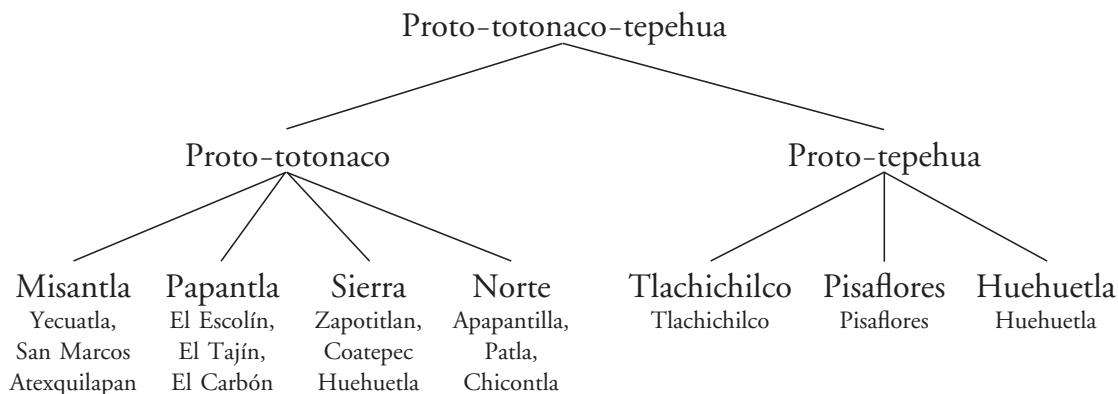 Proto-totonaco-tepehua
Proto-totonaco Proto-tepehua
Misantla Papantla Sierra Norte Tlachichilco Pisaflores Huehuetla
Yecuatla, El Escolín, Zapotitlan, Apapantilla, Tlachichilco Pisaflores Huehuetla
San Marcos El Tajín, Coatepec Patla,
Atexquilapan El Carbón Huehuetla Chicontla